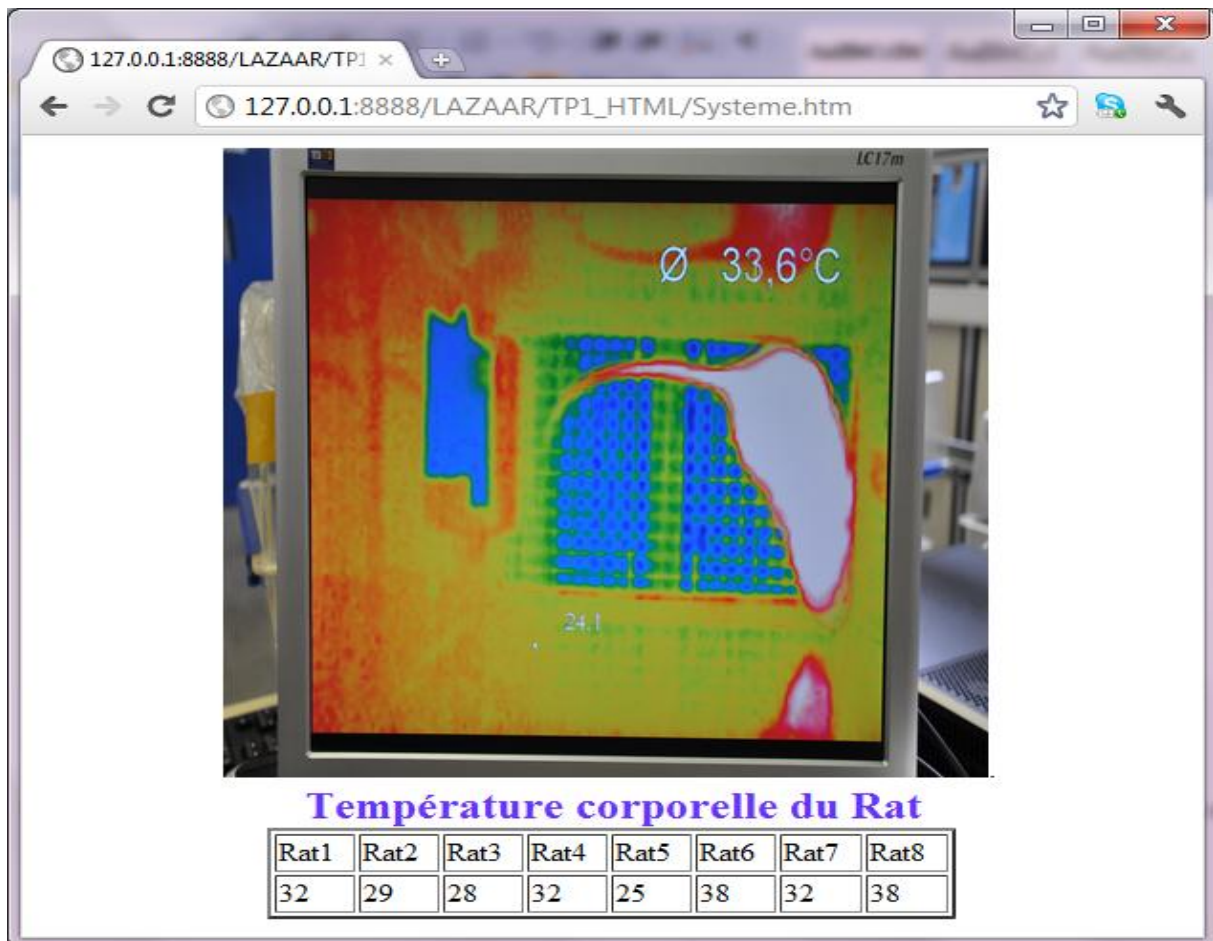 127.0.0.1:8888/LAZAAR/TP1
127.0.0.1:8888/LAZAAR/TP1_HTML/Systeme.htm
LC17m
Ø 33,6°C
24,1
Température corporelle du Rat
Rat1 Rat2 Rat3 Rat4 Rat5 Rat6 Rat7 Rat8
32 29 28 32 25 38 32 38